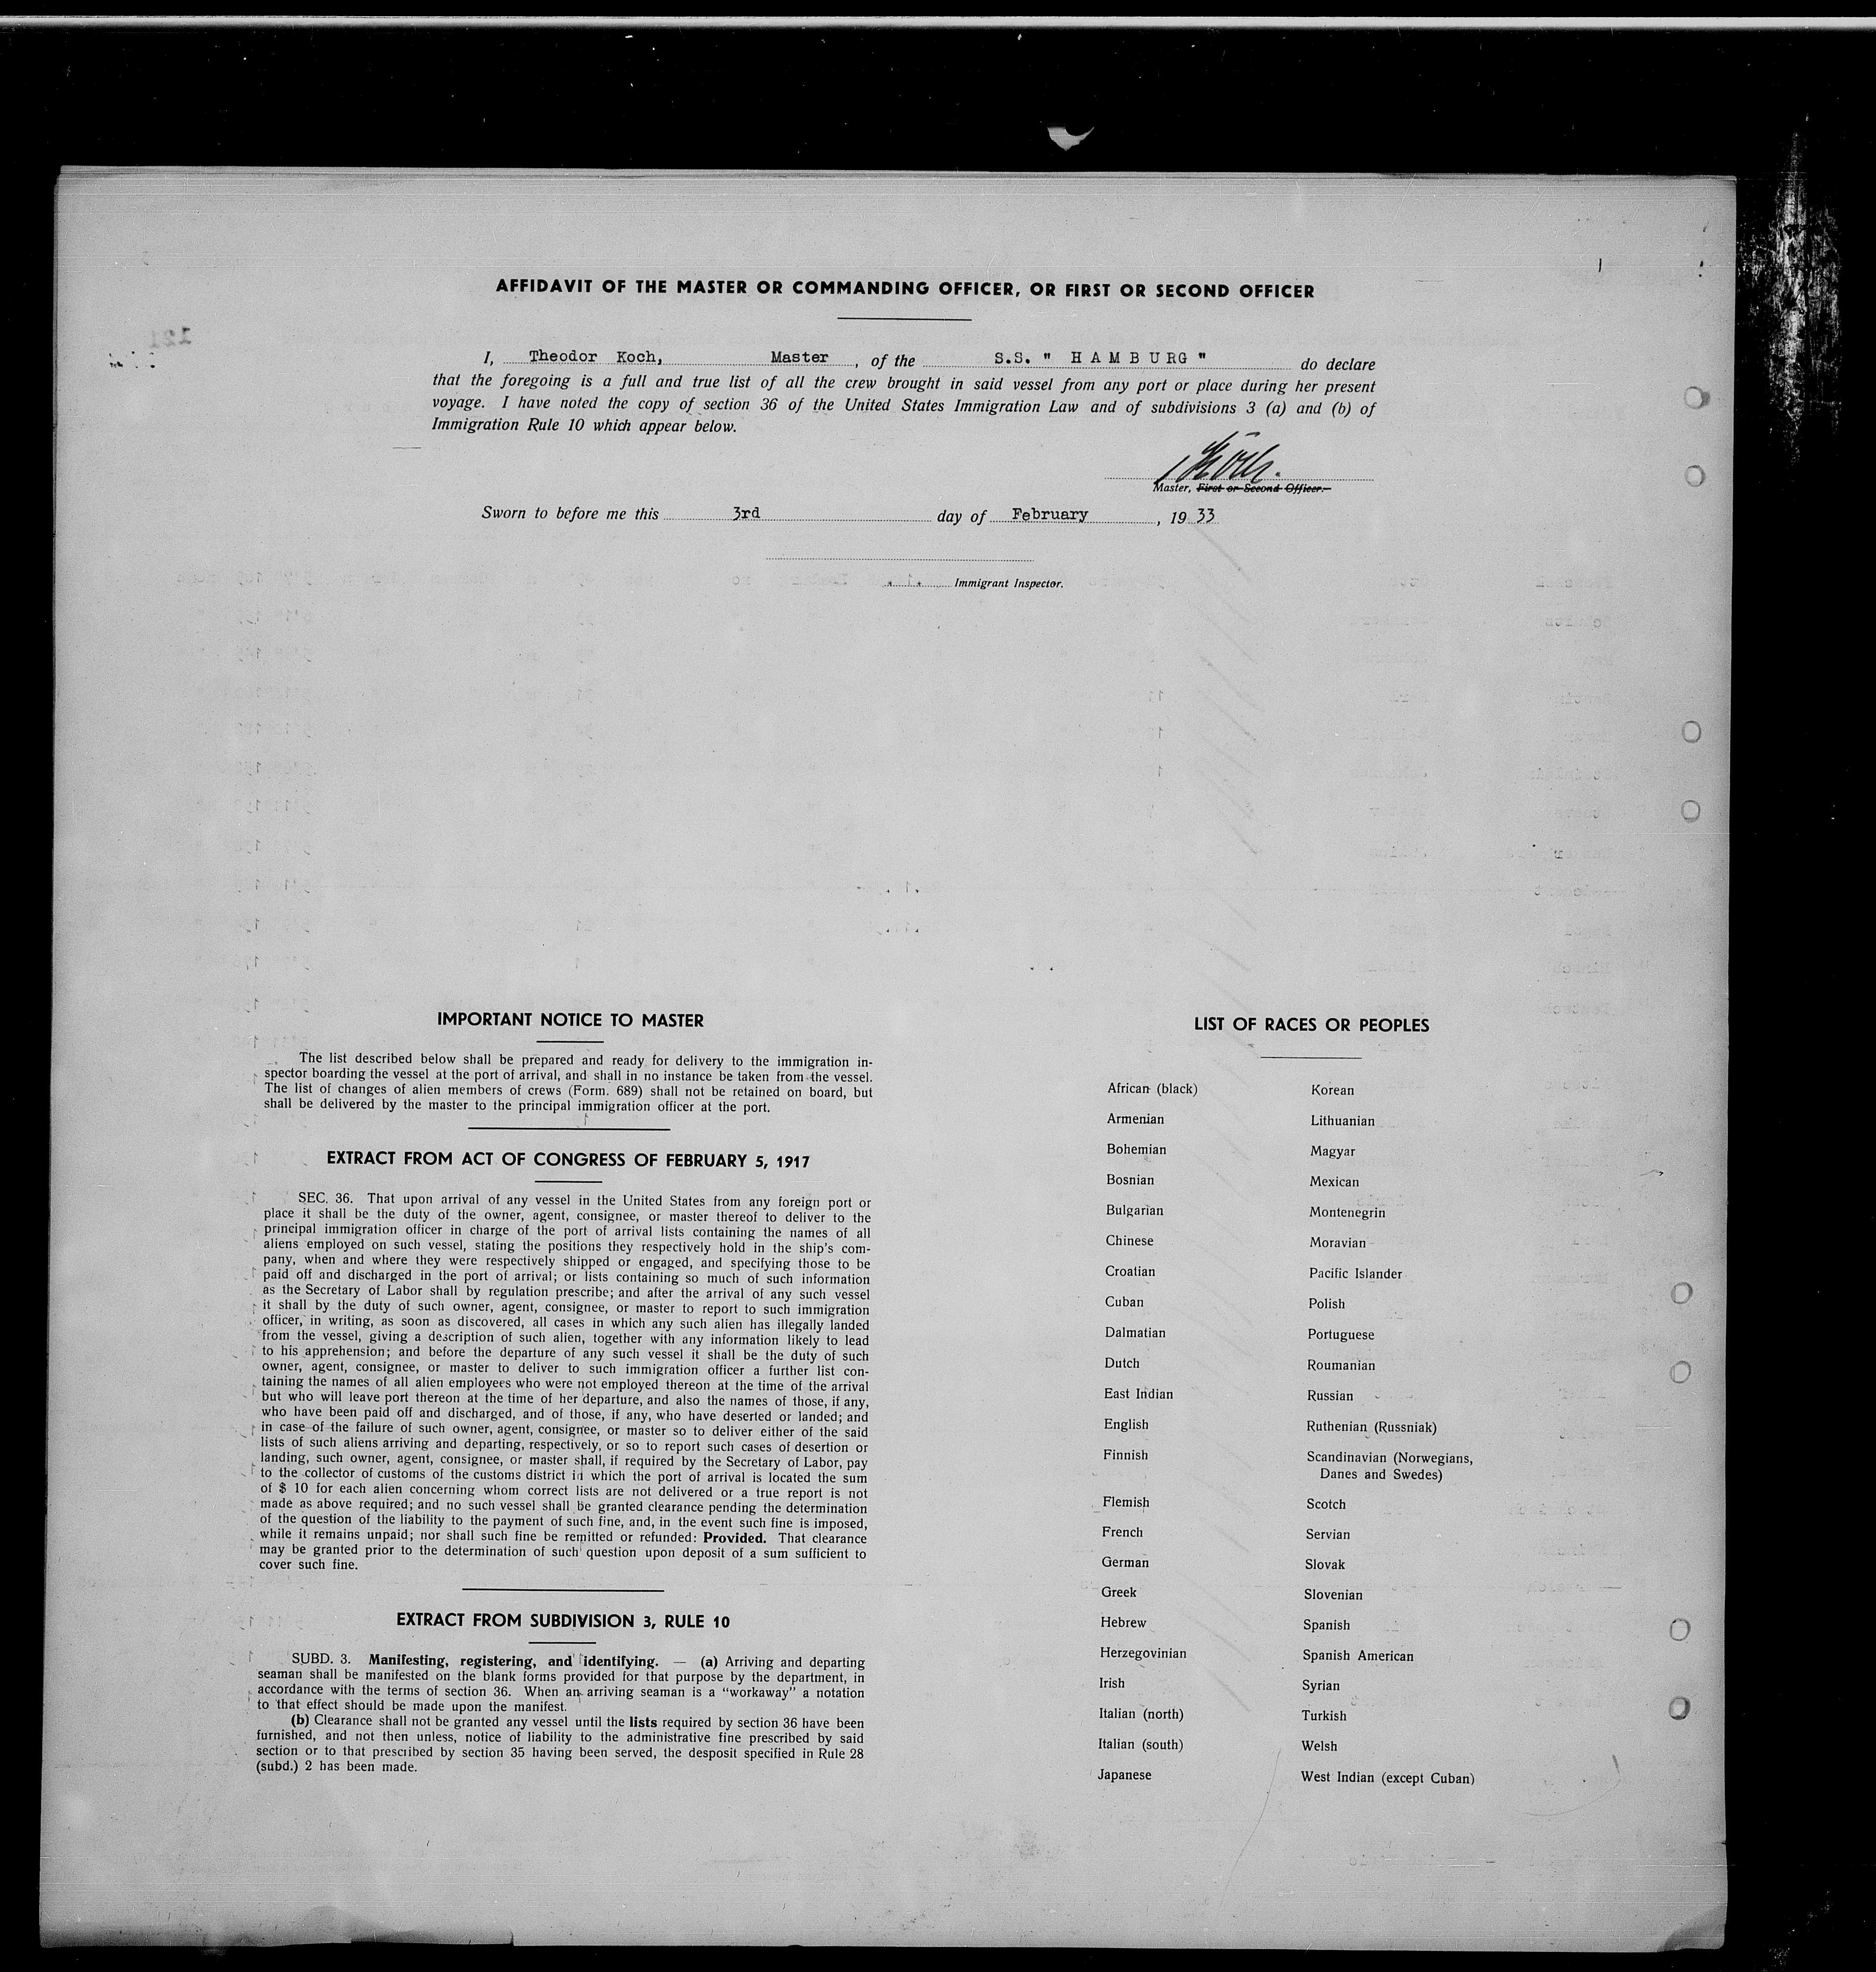 AFFIDAVIT OF THE MASTER OR COMMANDING OFFICER, OR FIRST OR SECOND OFFICER
I, Theodor Koch, Master, of the S.S. " H A M B U RG " do declare
that the foregoing is a full and true list of all the crew brought in said vessel from any port or place during her present
voyage. I have noted the copy of section 36 of the United States Immigration Law and of subdivisions 3 (a) and (b) of
Immigration Rule 10 which appear below.
Koch.
Master, First or Second Officer.
Sworn to before me this 3rd day of February, 19 33
Immigrant Inspector.
IMPORTANT NOTICE TO MASTER
The list described below shall be prepared and ready for delivery to the immigration in-
spector boarding the vessel at the port of arrival, and shall in no instance be taken from the vessel.
The list of changes of alien members of crews (Form. 689) shall not be retained on board, but
shall be delivered by the master to the principal immigration officer at the port.
EXTRACT FROM ACT OF CONGRESS OF FEBRUARY 5, 1917
SEC. 36. That upon arrival of any vessel in the United States from any foreign port or
place it shall be the duty of the owner, agent, consignee, or master thereof to deliver to the
principal immigration officer in charge of the port of arrival lists containing the names of all
aliens employed on such vessel, stating the positions they respectively hold in the ship's com-
pany, when and where they were respectively shipped or engaged, and specifying those to be
paid off and discharged in the port of arrival; or lists containing so much of such information
as the Secretary of Labor shall by regulation prescribe; and after the arrival of any such vessel
it shall by the duty of such owner, agent, consignee, or master to report to such immigration
officer, in writing, as soon as discovered, all cases in which any such alien has illegally landed
from the vessel, giving a description of such alien, together with any information likely to lead
to his apprehension; and before the departure of any such vessel it shall be the duty of such
owner, agent, consignee, or master to deliver to such immigration officer a further list con-
taining the names of all alien employees who were not employed thereon at the time of the arrival
but who will leave port thereon at the time of her departure, and also the names of those, if any,
who have been paid off and discharged, and of those, if any, who have deserted or landed; and
in case of the failure of such owner, agent, consignee, or master so to deliver either of the said
lists of such aliens arriving and departing, respectively, or so to report such cases of desertion or
landing, such owner, agent, consignee, or master shall, if required by the Secretary of Labor, pay
to the collector of customs of the customs district in which the port of arrival is located the sum
of $ 10 for each alien concerning whom correct lists are not delivered or a true report is not
made as above required; and no such vessel shall be granted clearance pending the determination
of the question of the liability to the payment of such fine, and, in the event such fine is imposed,
while it remains unpaid; nor shall such fine be remitted or refunded: Provided. That clearance
may be granted prior to the determination of such question upon deposit of a sum sufficient to
cover such fine.
EXTRACT FROM SUBDIVISION 3, RULE 10
SUBD. 3. Manifesting, registering, and identifying. — (a) Arriving and departing
seaman shall be manifested on the blank forms provided for that purpose by the department, in
accordance with the terms of section 36. When an arriving seaman is a "workaway" a notation
to that effect should be made upon the manifest.
(b) Clearance shall not be granted any vessel until the lists required by section 36 have been
furnished, and not then unless, notice of liability to the administrative fine prescribed by said
section or to that prescribed by section 35 having been served, the desposit specified in Rule 28
(subd.) 2 has been made.
LIST OF RACES OR PEOPLES
African (black)
Armenian
Bohemian
Bosnian
Bulgarian
Chinese
Croatian
Cuban
Dalmatian
Dutch
East Indian
English
Finnish
Flemish
French
German
Greek
Hebrew
Herzegovinian
Irish
Italian (north)
Italian (south)
Japanese
Korean
Lithuanian
Magyar
Mexican
Montenegrin
Moravian
Pacific Islander
Polish
Portuguese
Roumanian
Russian
Ruthenian (Russniak)
Scandinavian (Norwegians,
Danes and Swedes)
Scotch
Servian
Slovak
Slovenian
Spanish
Spanish American
Syrian
Turkish
Welsh
West Indian (except Cuban)